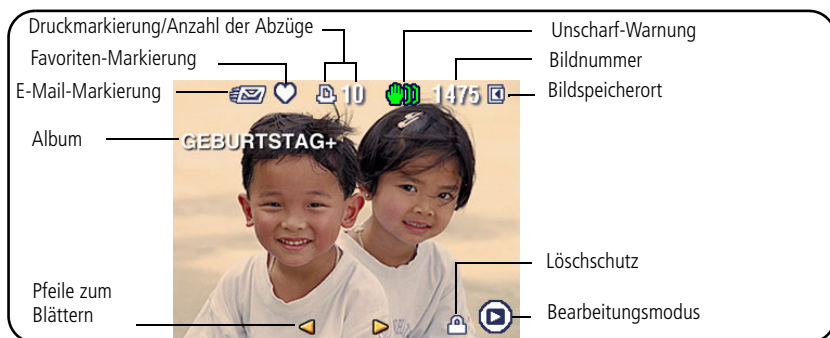 Druckmarkierung/Anzahl der Abzüge
Favoriten-Markierung
E-Mail-Markierung
Album
Pfeile zum
Blättern
10
1475
GEBURTSTAG+
Unscharf-Warnung
Bildnummer
Bildspeicherort
Löschschutz
Bearbeitungsmodus